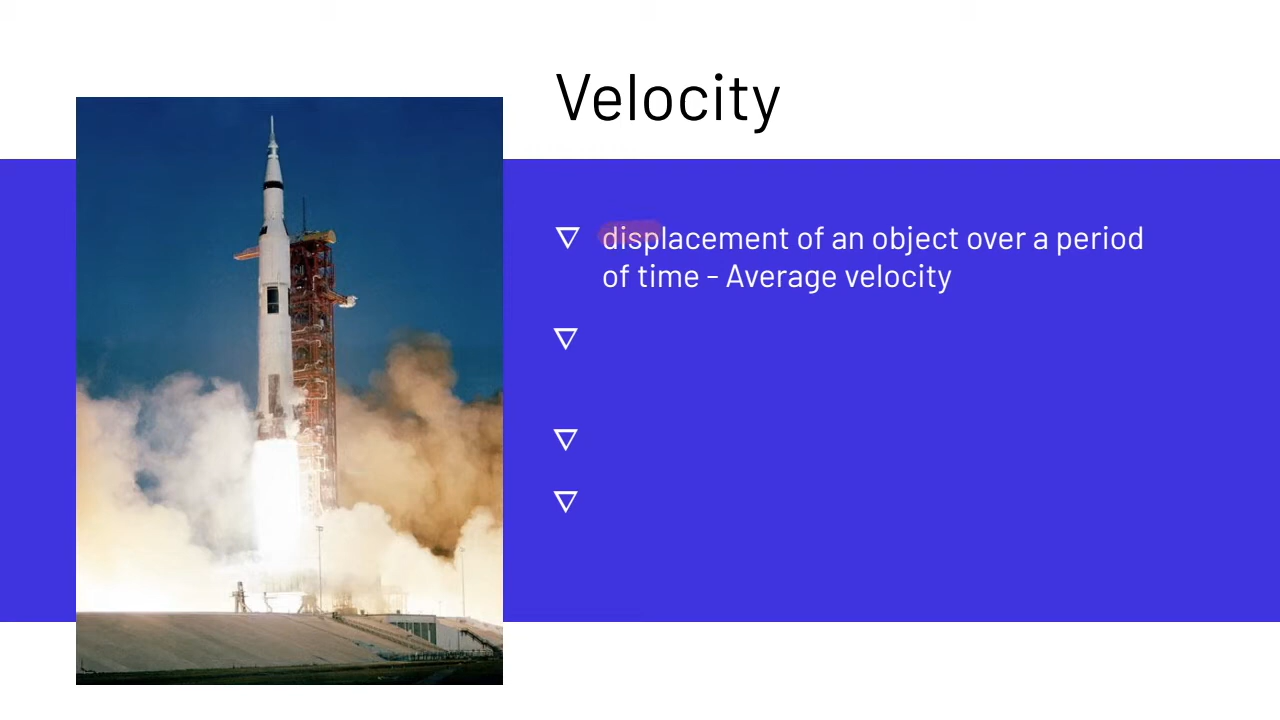 Velocity
displacement of an object over a period
of time - Average velocity